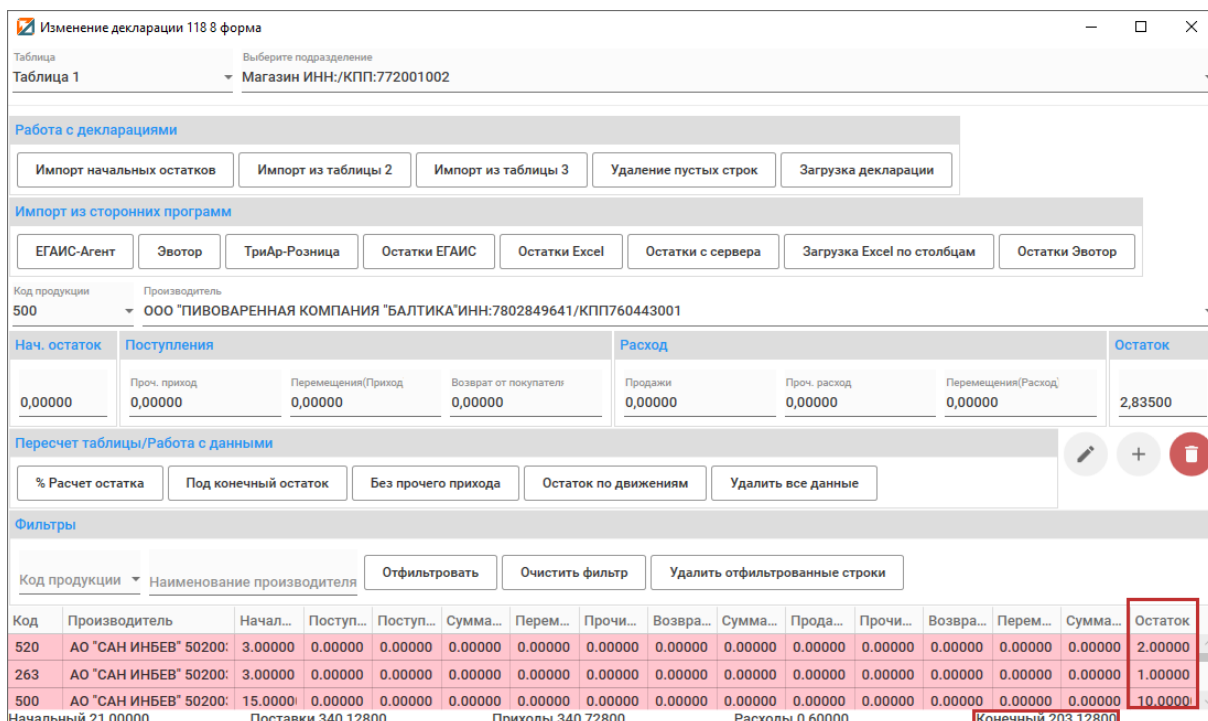 Изменение декларации 118 8 форма
Таблица Выберите подразделение
Таблица 1 Магазин ИНН:/КПП:772001002
Работа с декларациями
Импорт начальных остатков Импорт из таблицы 2 Импорт из таблицы 3 Удаление пустых строк Загрузка декларации
Импорт из сторонних программ
ЕГАИС-Агент Эвотор ТриАр-Розница Остатки ЕГАИС Остатки Excel Остатки с сервера Загрузка Excel по столбцам Остатки Эвотор
Код продукции Производитель
500 ООО "ПИВОВАРЕННАЯ КОМПАНИЯ "БАЛТИКА"ИНН:7802849641/КПП760443001
Нач. остаток Поступления Расход Остаток
Проч. приход Перемещения(Приход Возврат от покупателя Продажи Проч. расход Перемещения(Расход)
0,00000 0,00000 0,00000 0,00000 0,00000 0,00000 0,00000 2,83500
Пересчет таблицы/Работа с данными
% Расчет остатка Под конечный остаток Без прочего прихода Остаток по движениям Удалить все данные
Фильтры
Код продукции Наименование производителя Отфильтровать Очистить фильтр Удалить отфильтрованные строки
Код Производитель Начал... Поступ... Поступ... Сумма... Перем... Прочи... Возвра... Сумма... Прода... Прочи... Возвра... Перем... Сумма... Остаток
520 АО "САН ИНБЕВ" 50200: 3.00000 0.00000 0.00000 0.00000 0.00000 0.00000 0.00000 0.00000 0.00000 0.00000 0.00000 0.00000 0.00000 2.00000
263 АО "САН ИНБЕВ" 50200: 3.00000 0.00000 0.00000 0.00000 0.00000 0.00000 0.00000 0.00000 0.00000 0.00000 0.00000 0.00000 0.00000 1.00000
500 АО "САН ИНБЕВ" 50200: 15.0000 0.00000 0.00000 0.00000 0.00000 0.00000 0.00000 0.00000 0.00000 0.00000 0.00000 0.00000 0.00000 10.0000
Начальный 21.00000 Поставки 340.12800 Приходы 340.72800 Расходы 0.60000 Конечный 203.12800